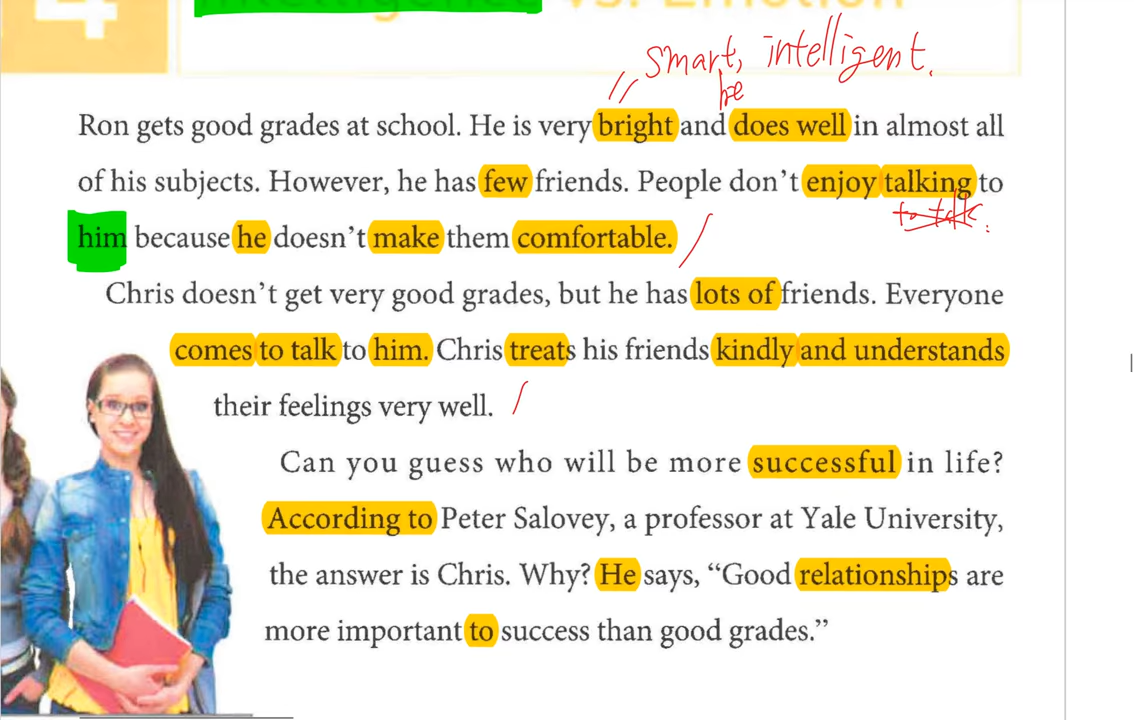 4
Intelligence vs. Emotion
smart, intelligent.
he
Ron gets good grades at school. He is very bright and does well in almost all
of his subjects. However, he has few friends. People don't enjoy talking to
to talk.
him because he doesn't make them comfortable.
Chris doesn't get very good grades, but he has lots of friends. Everyone
comes to talk to him. Chris treats his friends kindly and understands
their feelings very well.
Can you guess who will be more successful in life?
According to Peter Salovey, a professor at Yale University,
the answer is Chris. Why? He says, “Good relationships are
more important to success than good grades.”